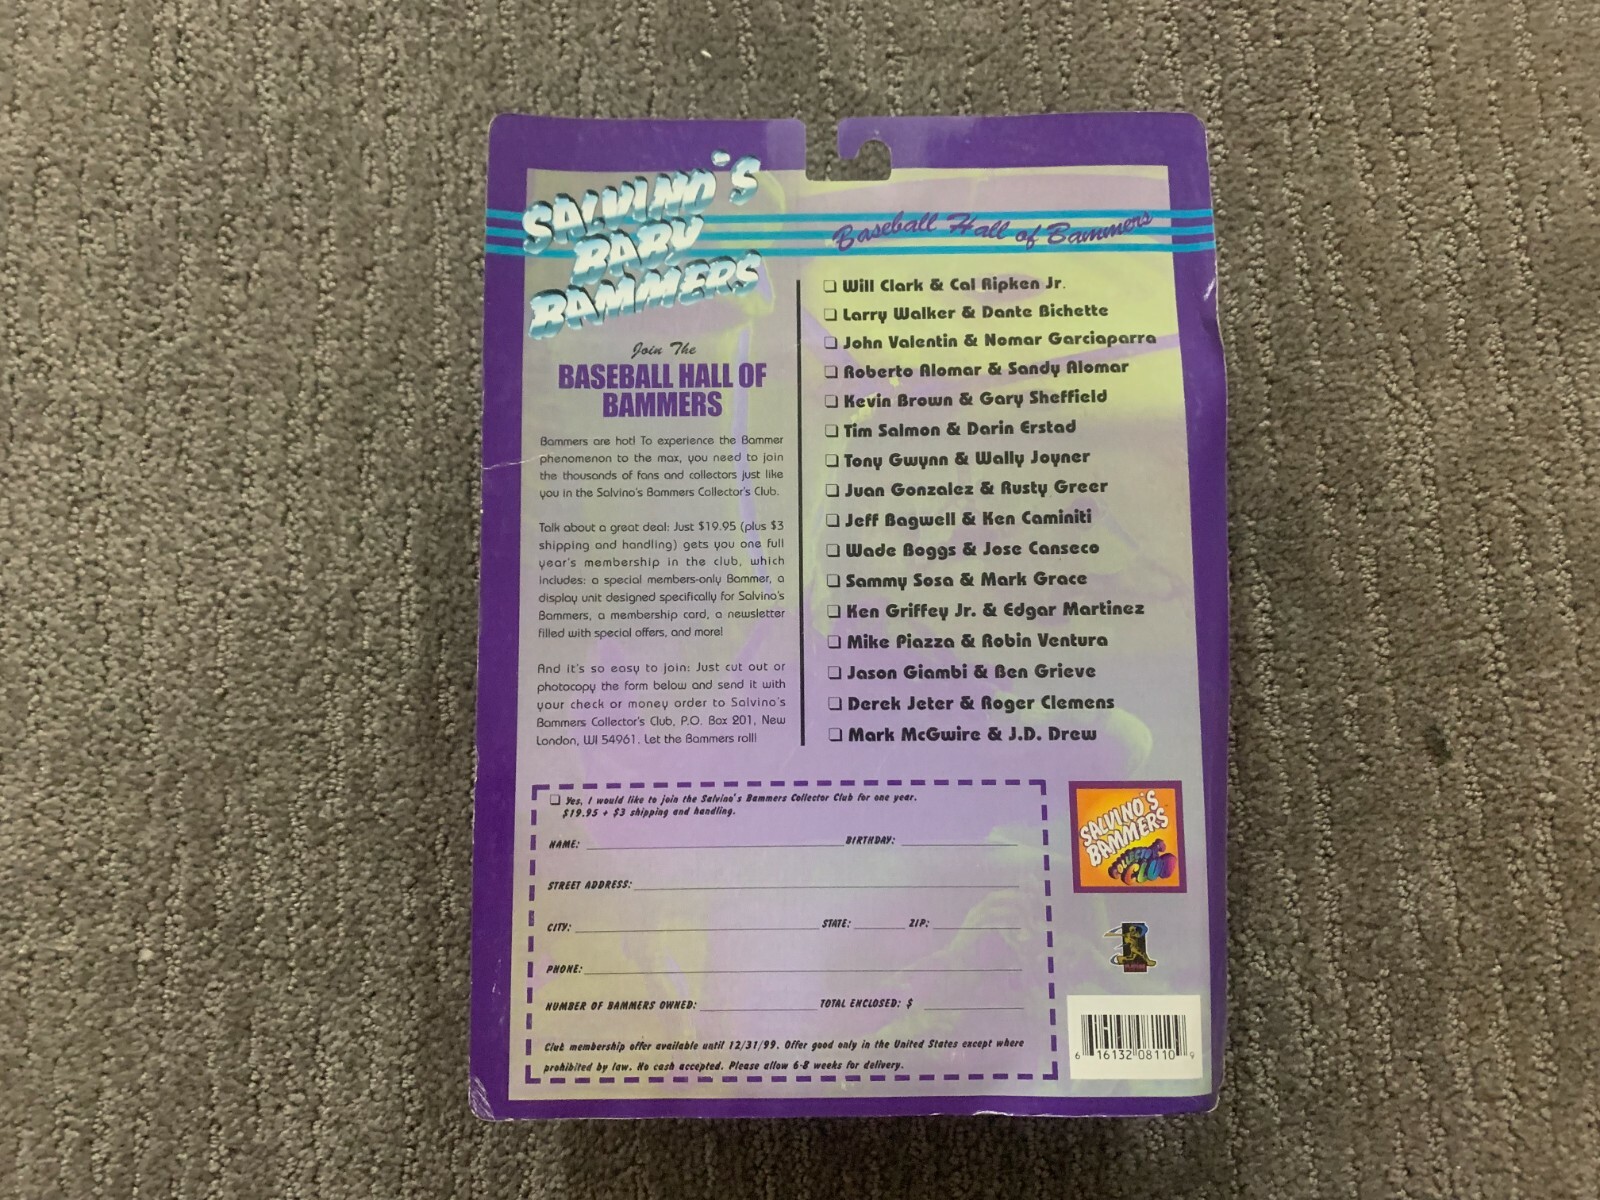 SALVINO'S
BABY
BAMMERS
Join The
BASEBALL HALL OF
BAMMERS
Bammers are hot! To experience the Bammer
phenomenon to the max, you need to join
the thousands of fans and collectors just like
you in the Salvino's Bammers Collector's Club.
Talk about a great deal: Just $19.95 (plus $3
shipping and handling) gets you one full
year's membership in the club, which
includes: a special members-only Bammer, a
display unit designed specifically for Salvino's
Bammers, a membership card, a newsletter
filled with special offers, and more!
And it's so easy to join: Just cut out or
photocopy the form below and send it with
your check or money order to Salvino's
Bammers Collector's Club, P.O. Box 201, New
London, WI 54961. Let the Bammers roll!
Baseball Hall of Bammers
❏ Will Clark & Cal Ripken Jr.
❏ Larry Walker & Dante Bichette
❏ John Valentin & Nomar Garciaparra
❏ Roberto Alomar & Sandy Alomar
❏ Kevin Brown & Gary Sheffield
❏ Tim Salmon & Darin Erstad
❏ Tony Gwynn & Wally Joyner
❏ Juan Gonzalez & Rusty Greer
❏ Jeff Bagwell & Ken Caminiti
❏ Wade Boggs & Jose Canseco
❏ Sammy Sosa & Mark Grace
❏ Ken Griffey Jr. & Edgar Martinez
❏ Mike Piazza & Robin Ventura
❏ Jason Giambi & Ben Grieve
❏ Derek Jeter & Roger Clemens
❏ Mark McGwire & J.D. Drew
❏ Yes, I would like to join the Salvino's Bammers Collector Club for one year.
$19.95 + $3 shipping and handling.
NAME: BIRTHDAY:
STREET ADDRESS:
CITY: STATE: ZIP:
PHONE:
NUMBER OF BAMMERS OWNED: TOTAL ENCLOSED: $
Club membership offer available until 12/31/99. Offer good only in the United States except where
prohibited by law. No cash accepted. Please allow 6-8 weeks for delivery.
SALVINO'S
BAMMERS
COLLECTOR'S
CLUB
6 16132 08110 9